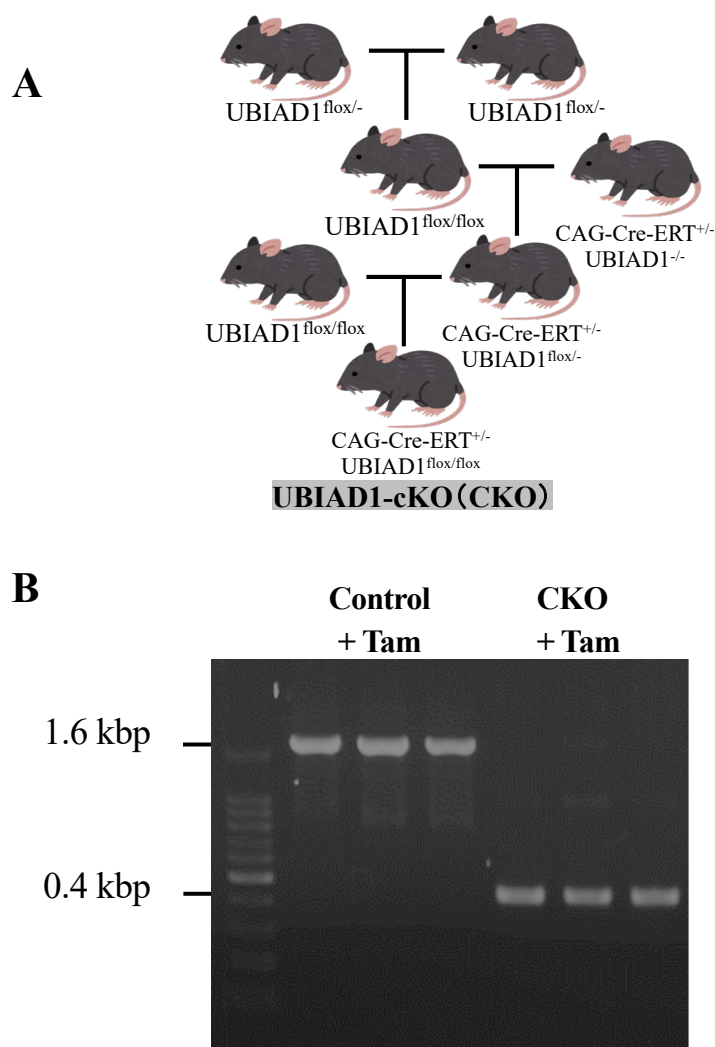 A
UBIAD1flox/-
UBIAD1flox/-
UBIAD1flox/flox
CAG-Cre-ERT+/-
UBIAD1-/-
UBIAD1flox/flox
CAG-Cre-ERT+/-
UBIAD1flox/-
CAG-Cre-ERT+/-
UBIAD1flox/flox
UBIAD1-cKO（CKO）
B
Control
+ Tam
CKO
+ Tam
1.6 kbp
0.4 kbp